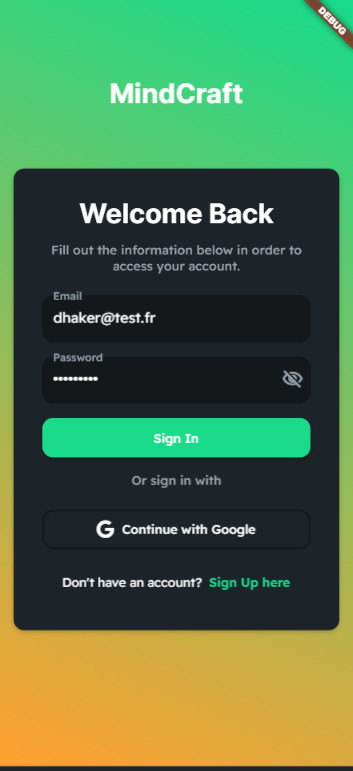 DEBUG
MindCraft
Welcome Back
Fill out the information below in order to
access your account.
Email
dhaker@test.fr
Password
•••••••••
Sign In
Or sign in with
G Continue with Google
Don't have an account? Sign Up here